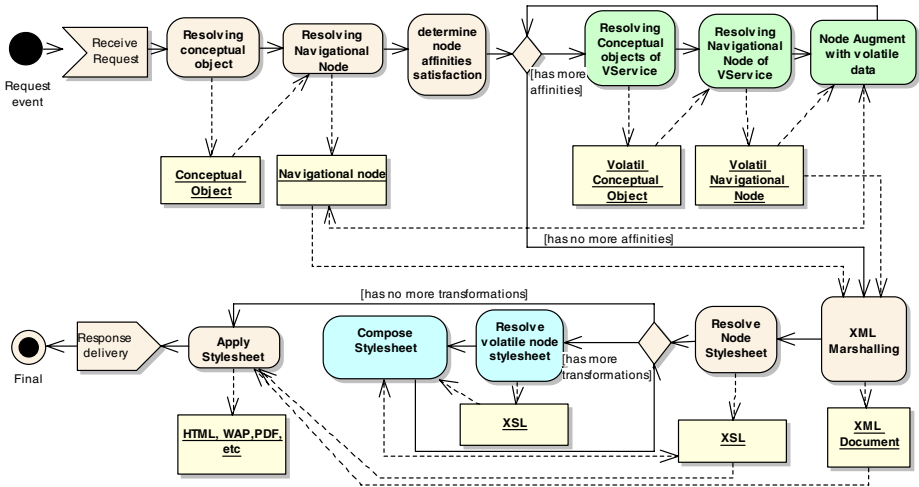 Request
event
Receive
Request
Resolving
conceptual
object
Resolving
Navigational
Node
determine
node
affinities
satisfaction
[has more
affinities]
Resolving
Conceptual
objects of
VService
Resolving
Navigational
Node of
VService
Node Augment
with volatile
data
Conceptual
Object
Navigational node
Volatil
Conceptual
Object
Volatil
Navigational
Node
[has no more affinities]
[has no more transformations]
Final
Response
delivery
Apply
Stylesheet
Compose
Stylesheet
Resolve
volatile node
stylesheet
[has more
transformations]
Resolve
Node
Stylesheet
XML
Marshalling
HTML, WAP,PDF,
etc
XSL
XSL
XML
Document